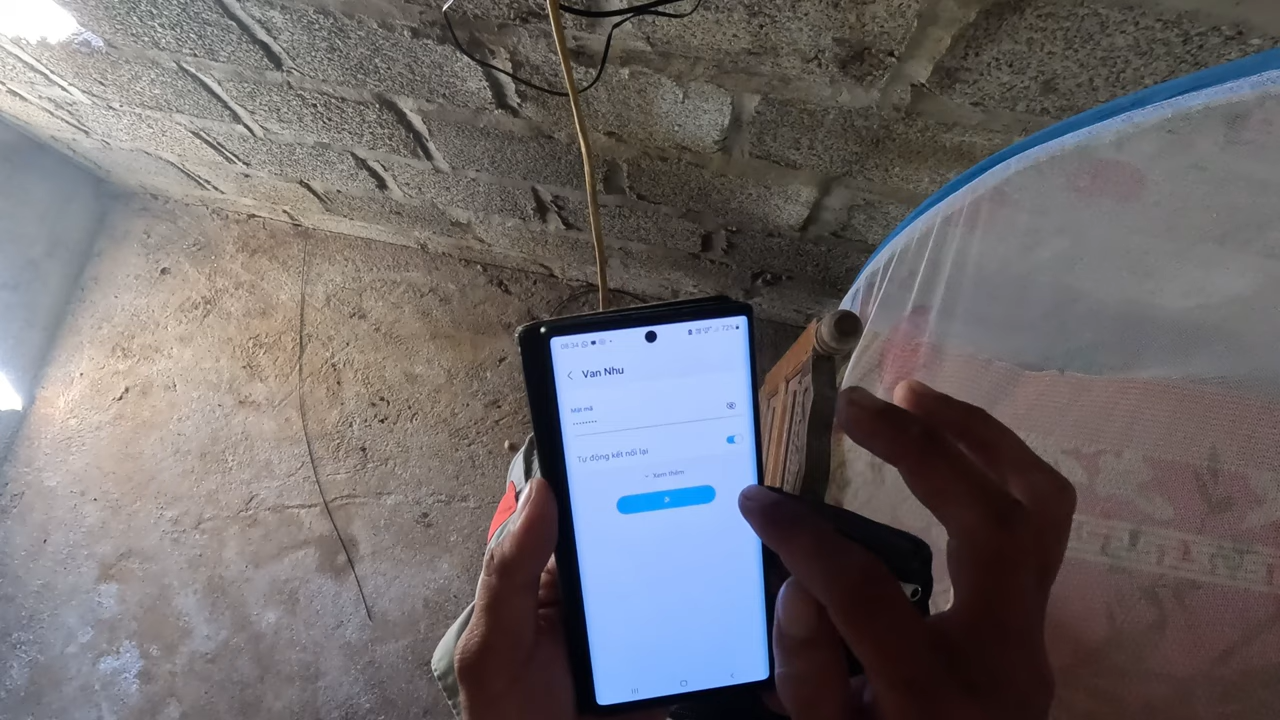 08:34 72%
Van Nhu
Mật mã
••••••••
Tự động kết nối lại
Xem thêm